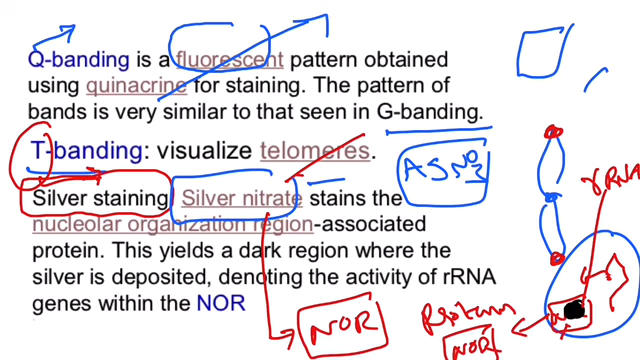 Q-banding is a fluorescent pattern obtained
using quinacrine for staining. The pattern of
bands is very similar to that seen in G-banding.
T-banding: visualize telomeres.
AgNO3
Silver staining Silver nitrate stains the
rRNA
nucleolar organization region-associated
protein. This yields a dark region where the
silver is deposited, denoting the activity of rRNA
genes within the NOR
NOR
Protein
NOR